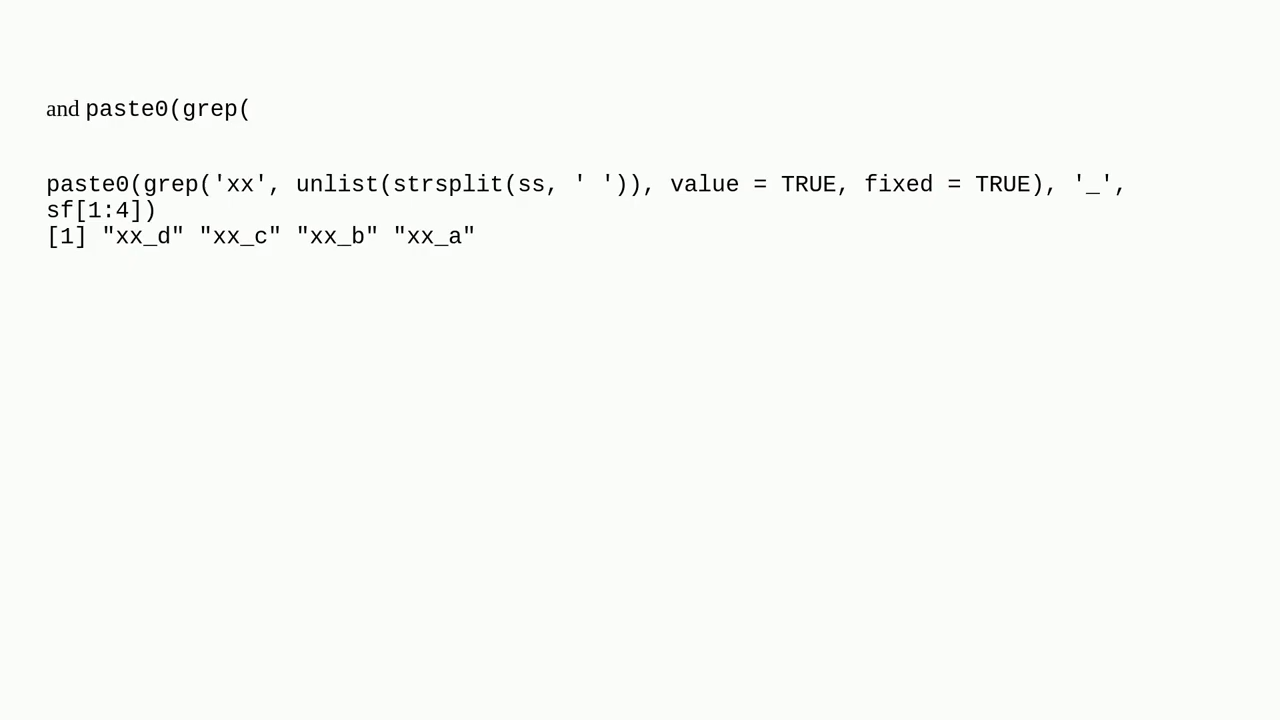 and paste0(grep(
paste0(grep('xx', unlist(strsplit(ss, ' ')), value = TRUE, fixed = TRUE), '_',
sf[1:4])
[1] "xx_d" "xx_c" "xx_b" "xx_a"